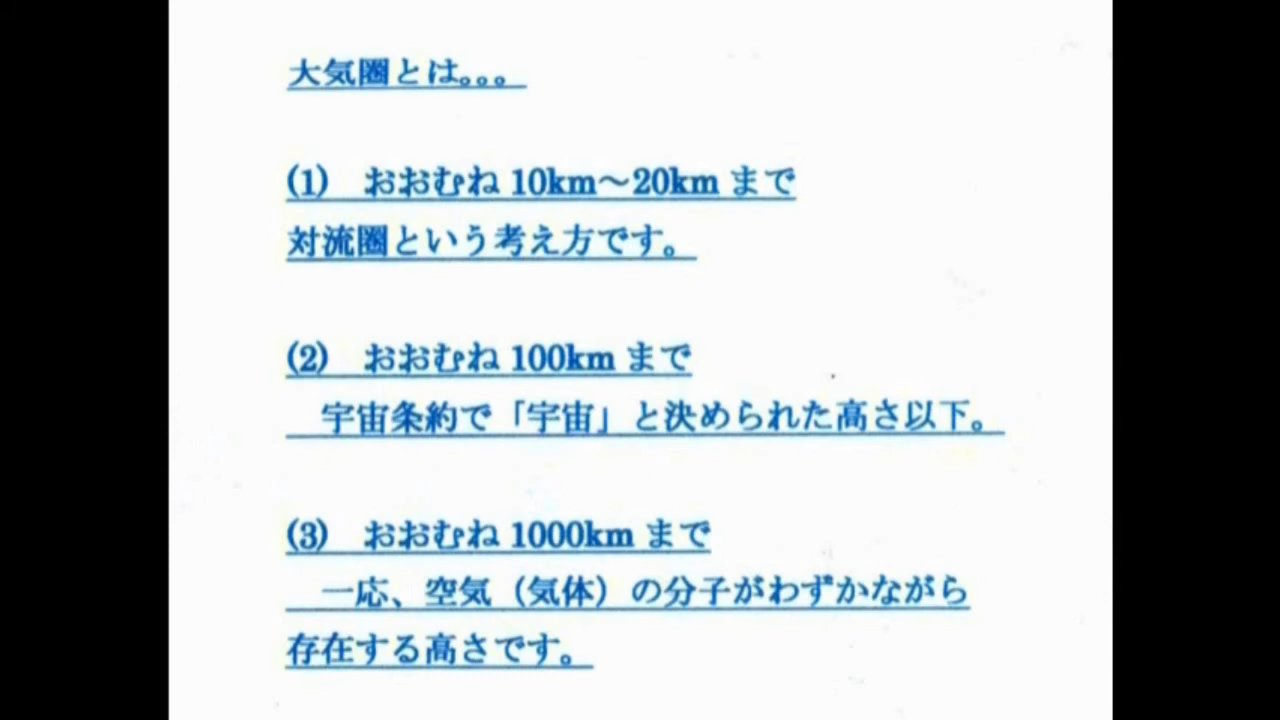 大気圏とは。。。
(1)　おおむね 10km～20km まで
対流圏という考え方です。
(2)　おおむね 100km まで
　宇宙条約で「宇宙」と決められた高さ以下。
(3)　おおむね 1000km まで
　一応、空気（気体）の分子がわずかながら
存在する高さです。